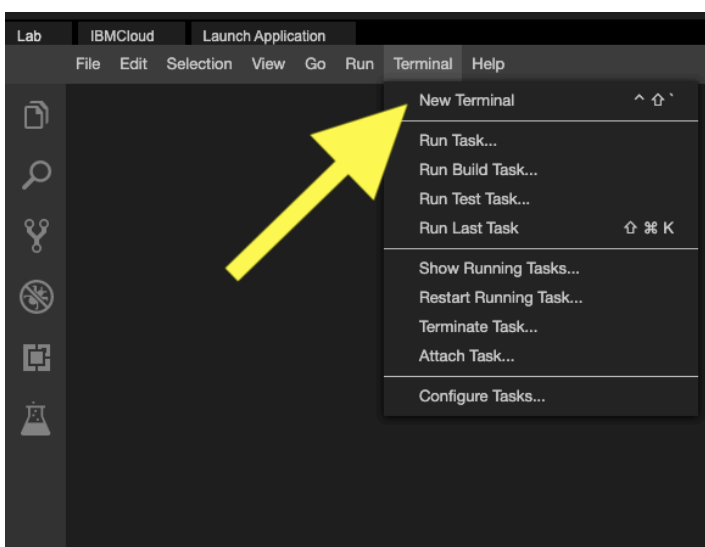 Lab IBMCloud Launch Application
File Edit Selection View Go Run Terminal Help
New Terminal ^ ⇧ `
Run Task...
Run Build Task...
Run Test Task...
Run Last Task ⇧ ⌘ K
Show Running Tasks...
Restart Running Task...
Terminate Task...
Attach Task...
Configure Tasks...